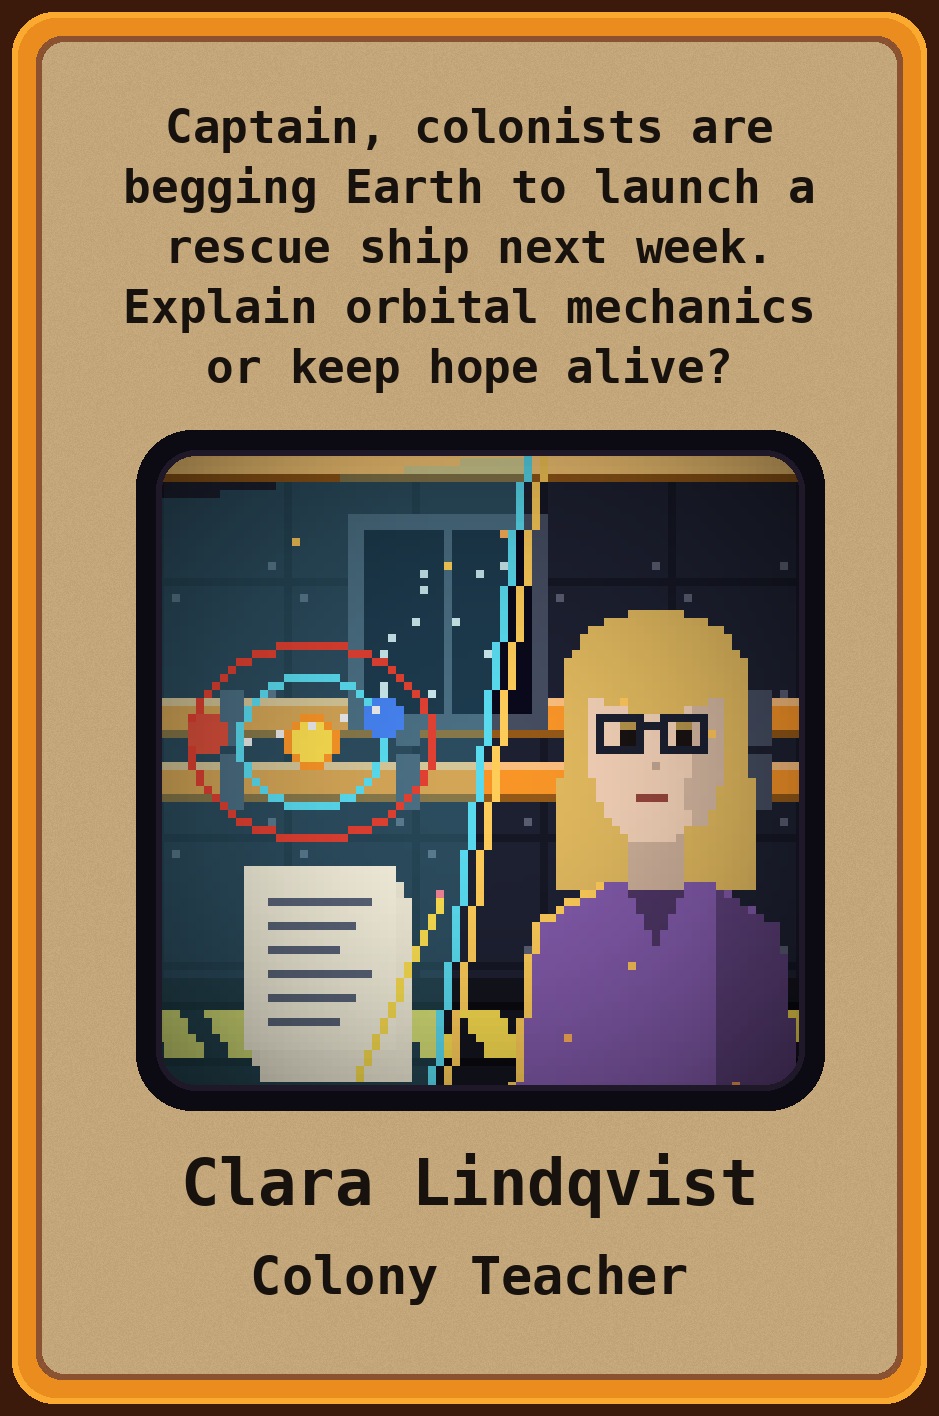 Captain, colonists are
begging Earth to launch a
rescue ship next week.
Explain orbital mechanics
or keep hope alive?
Clara Lindqvist
Colony Teacher